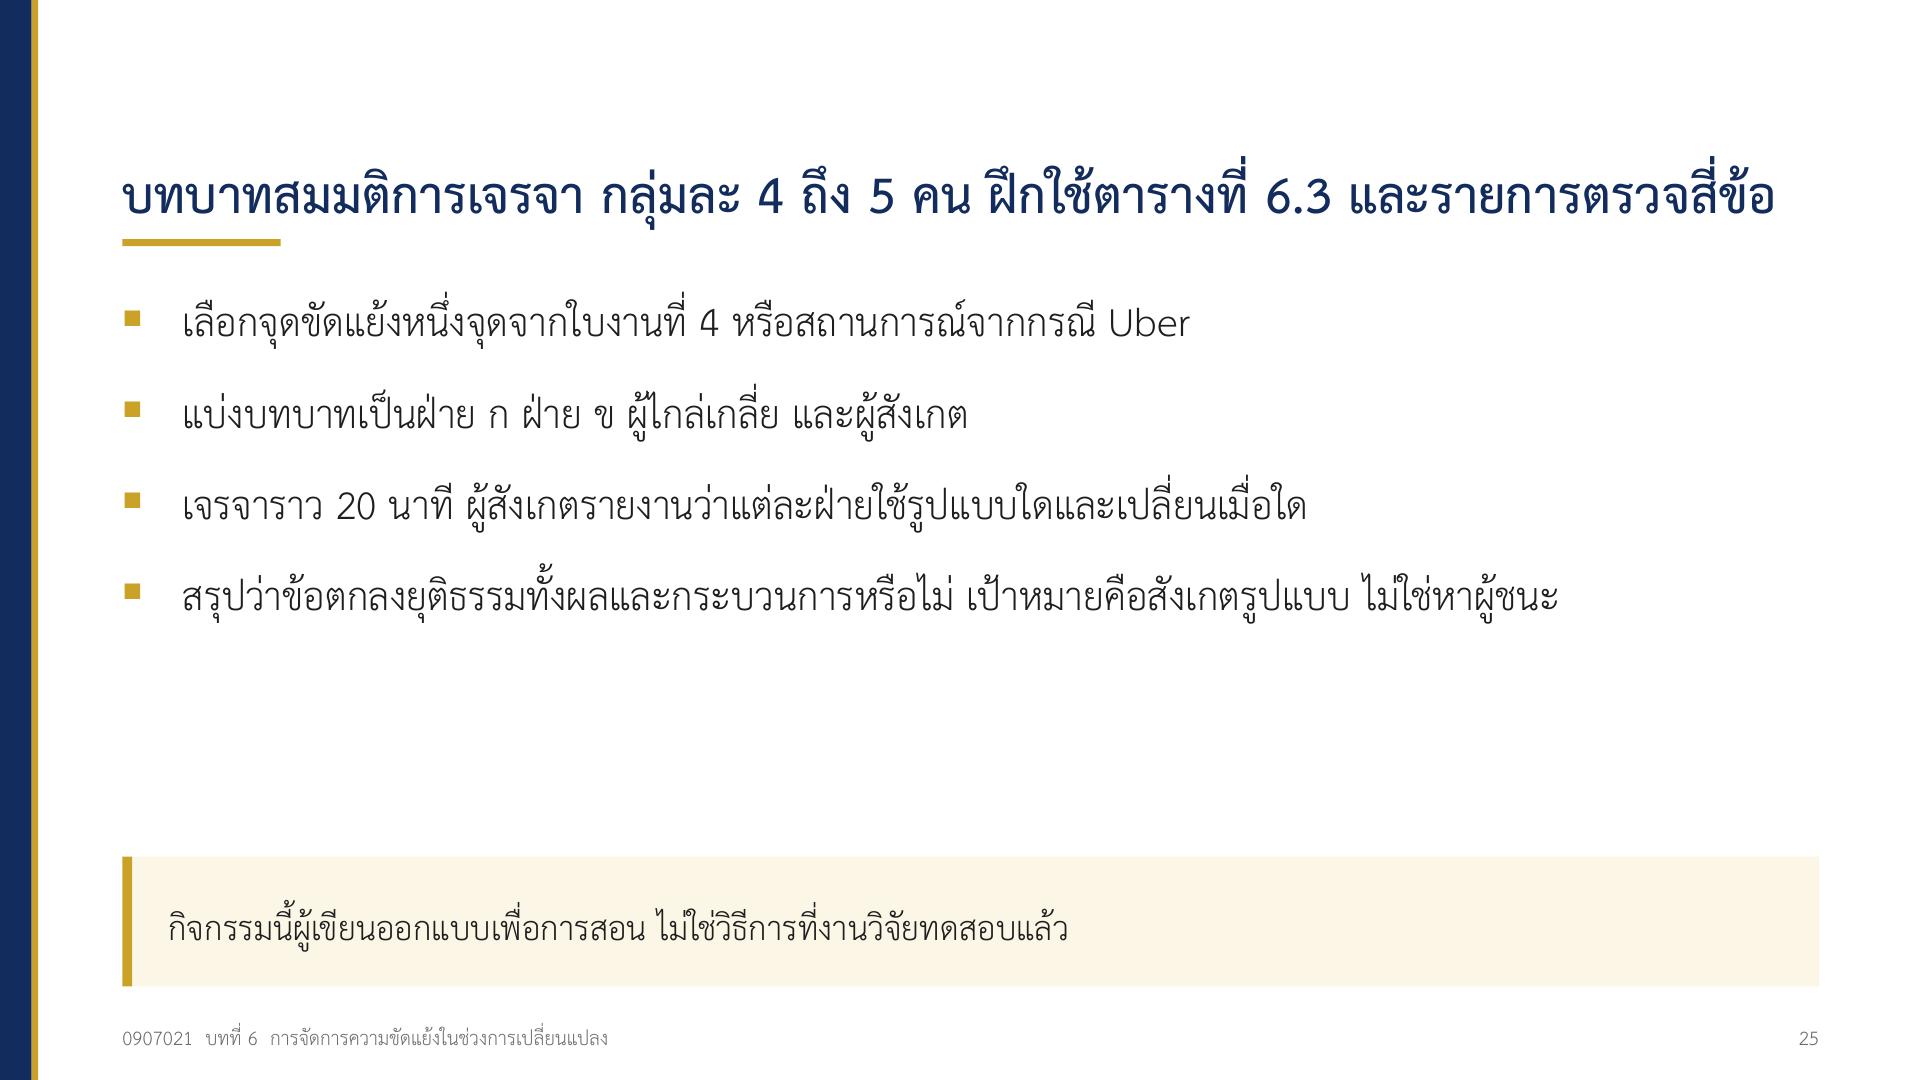 บทบาทสมมติการเจรจา กลุ่มละ 4 ถึง 5 คน ฝึกใช้ตารางที่ 6.3 และรายการตรวจสี่ข้อ
เลือกจุดขัดแย้งหนึ่งจุดจากใบงานที่ 4 หรือสถานการณ์จากกรณี Uber
แบ่งบทบาทเป็นฝ่าย ก ฝ่าย ข ผู้ไกล่เกลี่ย และผู้สังเกต
เจรจาราว 20 นาที ผู้สังเกตรายงานว่าแต่ละฝ่ายใช้รูปแบบใดและเปลี่ยนเมื่อใด
สรุปว่าข้อตกลงยุติธรรมทั้งผลและกระบวนการหรือไม่ เป้าหมายคือสังเกตรูปแบบ ไม่ใช่หาผู้ชนะ
กิจกรรมนี้ผู้เขียนออกแบบเพื่อการสอน ไม่ใช่วิธีการที่งานวิจัยทดสอบแล้ว
0907021 บทที่ 6 การจัดการความขัดแย้งในช่วงการเปลี่ยนแปลง
25